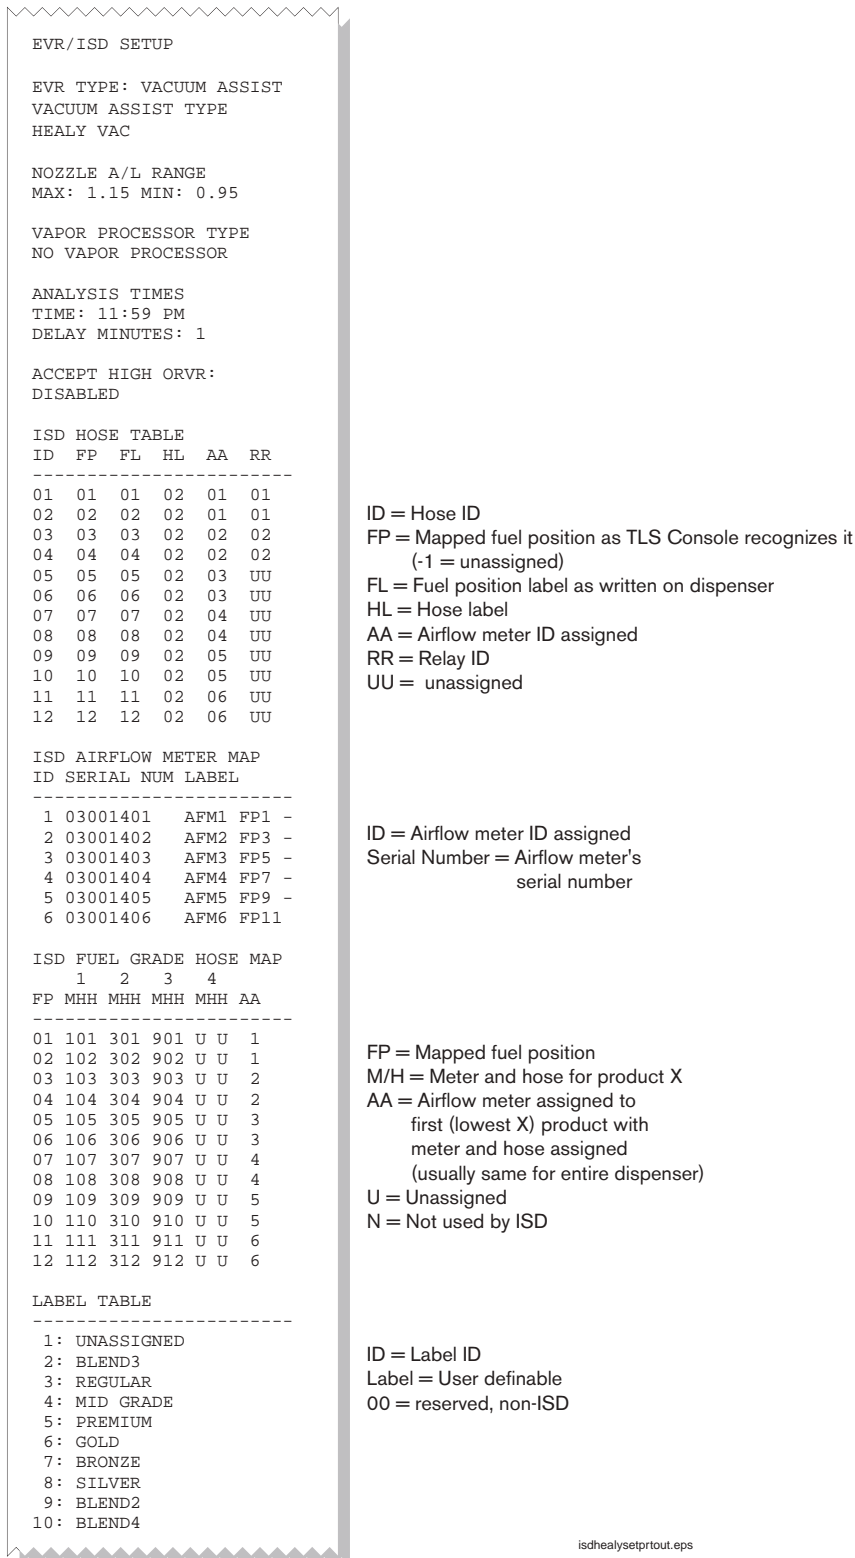 EVR/ISD SETUP
EVR TYPE: VACUUM ASSIST
VACUUM ASSIST TYPE
HEALY VAC
NOZZLE A/L RANGE
MAX: 1.15 MIN: 0.95
VAPOR PROCESSOR TYPE
NO VAPOR PROCESSOR
ANALYSIS TIMES
TIME: 11:59 PM
DELAY MINUTES: 1
ACCEPT HIGH ORVR:
DISABLED
ISD HOSE TABLE
ID FP FL HL AA RR
------------------------
01 01 01 02 01 01
02 02 02 02 01 01
03 03 03 02 02 02
04 04 04 02 02 02
05 05 05 02 03 UU
06 06 06 02 03 UU
07 07 07 02 04 UU
08 08 08 02 04 UU
09 09 09 02 05 UU
10 10 10 02 05 UU
11 11 11 02 06 UU
12 12 12 02 06 UU
ID = Hose ID
FP = Mapped fuel position as TLS Console recognizes it
(-1 = unassigned)
FL = Fuel position label as written on dispenser
HL = Hose label
AA = Airflow meter ID assigned
RR = Relay ID
UU = unassigned
ISD AIRFLOW METER MAP
ID SERIAL NUM LABEL
------------------------
1 03001401 AFM1 FP1 -
2 03001402 AFM2 FP3 -
3 03001403 AFM3 FP5 -
4 03001404 AFM4 FP7 -
5 03001405 AFM5 FP9 -
6 03001406 AFM6 FP11
ID = Airflow meter ID assigned
Serial Number = Airflow meter's
serial number
ISD FUEL GRADE HOSE MAP
1 2 3 4
FP MHH MHH MHH MHH AA
------------------------
01 101 301 901 U U 1
02 102 302 902 U U 1
03 103 303 903 U U 2
04 104 304 904 U U 2
05 105 305 905 U U 3
06 106 306 906 U U 3
07 107 307 907 U U 4
08 108 308 908 U U 4
09 109 309 909 U U 5
10 110 310 910 U U 5
11 111 311 911 U U 6
12 112 312 912 U U 6
FP = Mapped fuel position
M/H = Meter and hose for product X
AA = Airflow meter assigned to
first (lowest X) product with
meter and hose assigned
(usually same for entire dispenser)
U = Unassigned
N = Not used by ISD
LABEL TABLE
------------------------
1: UNASSIGNED
2: BLEND3
3: REGULAR
4: MID GRADE
5: PREMIUM
6: GOLD
7: BRONZE
8: SILVER
9: BLEND2
10: BLEND4
ID = Label ID
Label = User definable
00 = reserved, non-ISD
isdhealysetprtout.eps